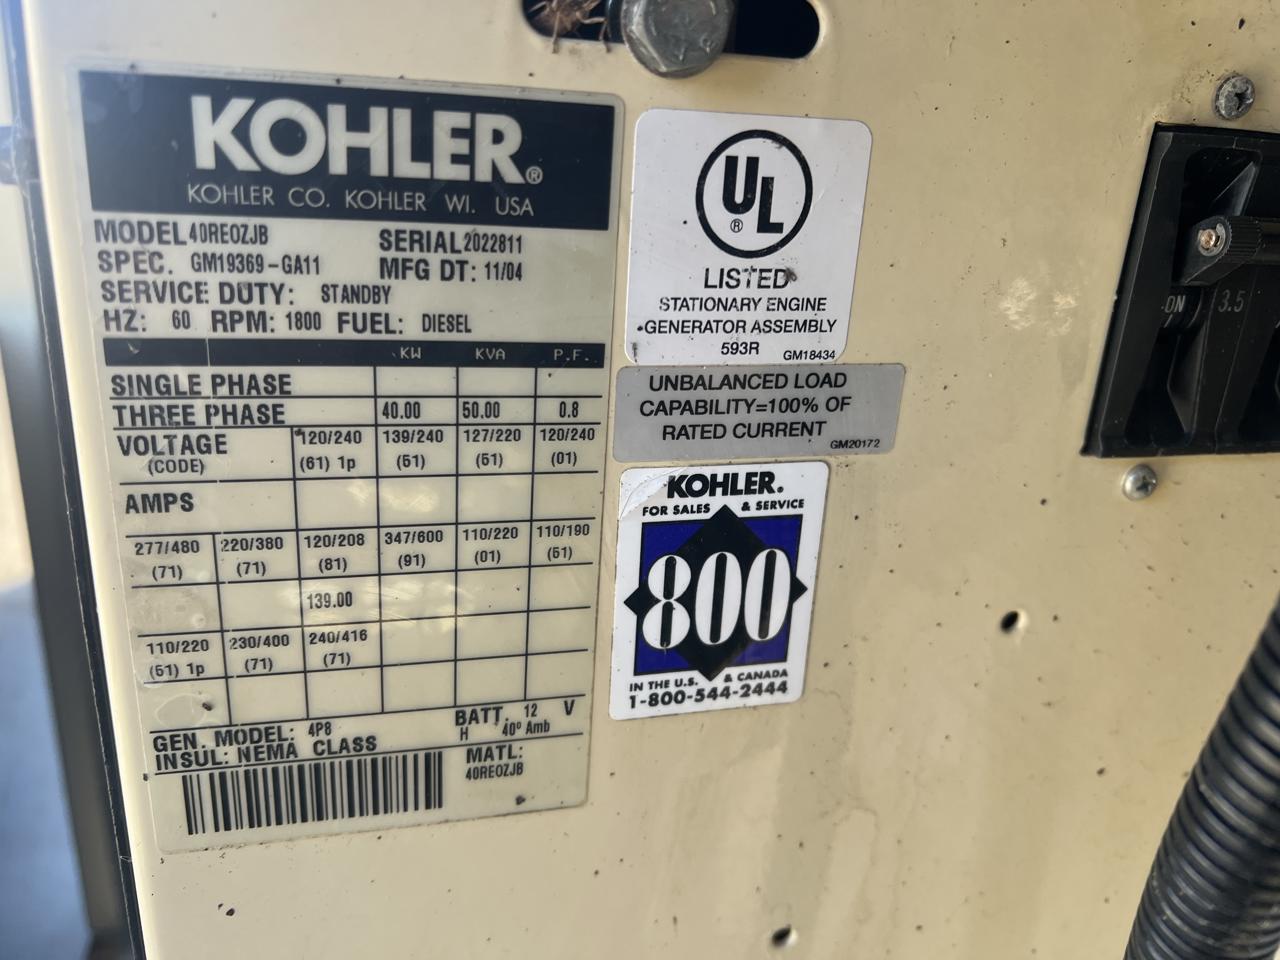 KOHLER®
KOHLER CO. KOHLER WI. USA
MODEL 40REOZJB SERIAL 2022811
SPEC. GM19369-GA11 MFG DT: 11/04
SERVICE DUTY: STANDBY
HZ: 60 RPM: 1800 FUEL: DIESEL
KW KVA P.F.
SINGLE PHASE
THREE PHASE 40.00 50.00 0.8
VOLTAGE 120/240 139/240 127/220 120/240
(CODE) (61) 1p (51) (51) (01)
AMPS
277/480 220/380 120/208 347/600 110/220 110/190
(71) (71) (81) (91) (01) (51)
139.00
110/220 230/400 240/416
(51) 1p (71) (71)
GEN. MODEL: 4P8 BATT. 12 V
INSUL: NEMA CLASS H 40º Amb
MATL:
40REOZJB
UL®
LISTED
STATIONARY ENGINE
GENERATOR ASSEMBLY
593R GM18434
UNBALANCED LOAD
CAPABILITY=100% OF
RATED CURRENT
GM20172
KOHLER®
FOR SALES & SERVICE
800
IN THE U.S. & CANADA
1-800-544-2444
ON 3.5